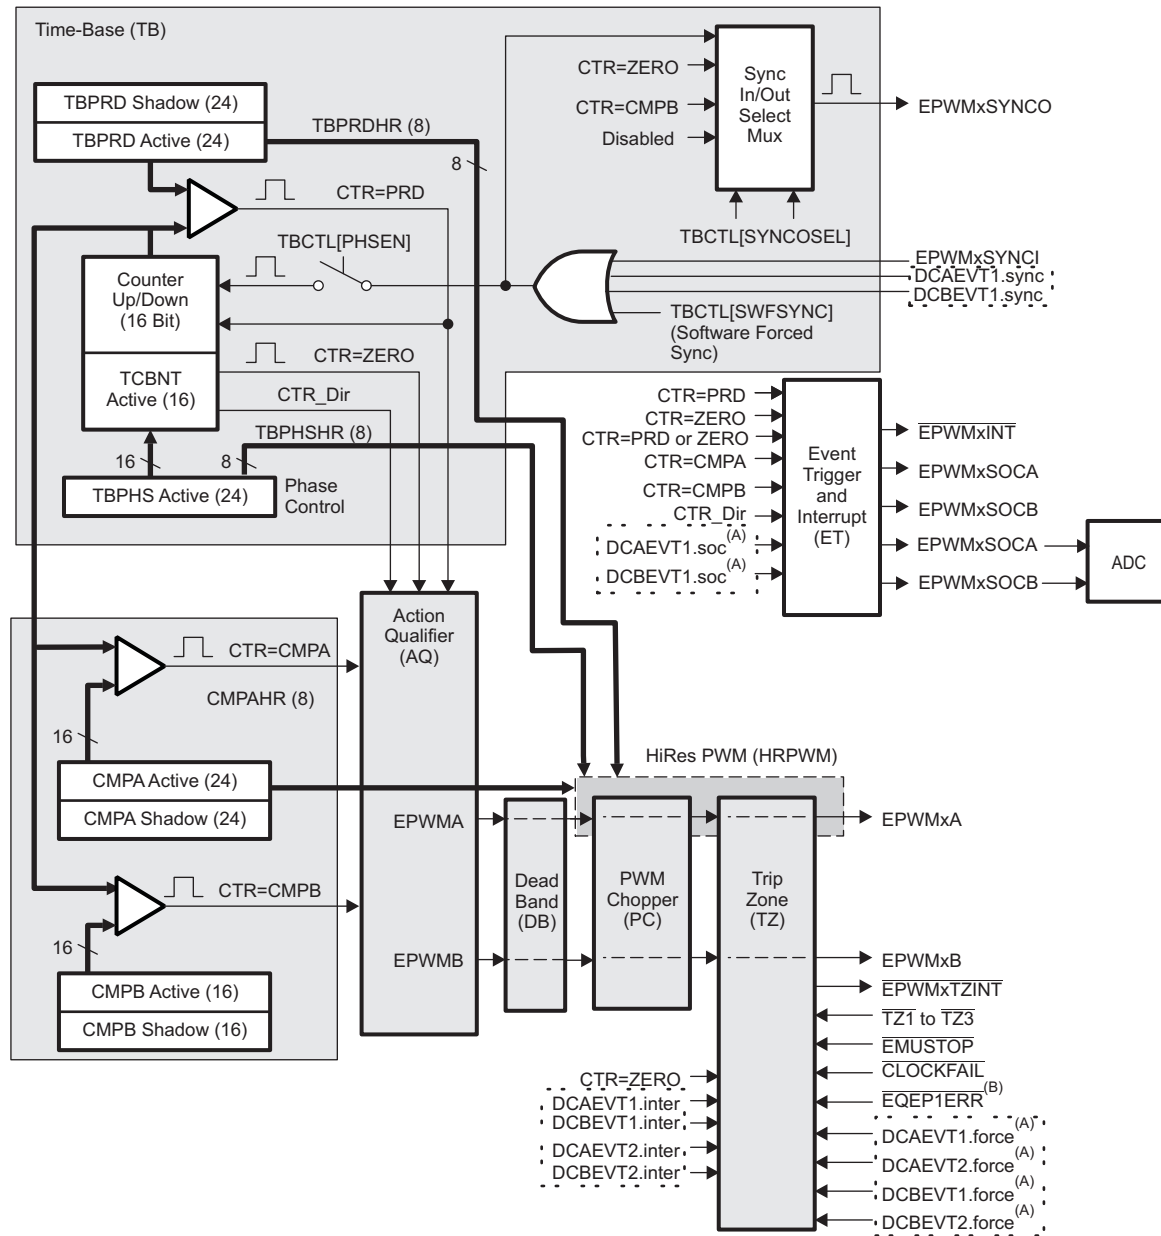 Time-Base (TB)
TBPRD Shadow (24)
TBPRD Active (24)
TBPRDHR (8)
8
CTR=PRD
TBCTL[PHSEN]
Counter
Up/Down
(16 Bit)
TCBNT
Active (16)
CTR=ZERO
CTR_Dir
TBPHSHR (8)
16
8
TBPHS Active (24)
Phase
Control
CTR=ZERO
CTR=CMPB
Disabled
Sync
In/Out
Select
Mux
EPWMxSYNCO
TBCTL[SYNCOSEL]
EPWMxSYNCI
DCAEVT1.sync
DCBEVT1.sync
TBCTL[SWFSYNC]
(Software Forced
Sync)
CTR=PRD
CTR=ZERO
CTR=PRD or ZERO
CTR=CMPA
CTR=CMPB
CTR_Dir
DCAEVT1.soc(A)
DCBEVT1.soc(A)
Event
Trigger
and
Interrupt
(ET)
EPWMxINT
EPWMxSOCA
EPWMxSOCB
EPWMxSOCA
EPWMxSOCB
ADC
Action
Qualifier
(AQ)
CTR=CMPA
CMPAHR (8)
16
CMPA Active (24)
CMPA Shadow (24)
CTR=CMPB
16
CMPB Active (16)
CMPB Shadow (16)
EPWMA
EPWMB
HiRes PWM (HRPWM)
Dead
Band
(DB)
PWM
Chopper
(PC)
Trip
Zone
(TZ)
EPWMxA
EPWMxB
EPWMxTZINT
TZ1 to TZ3
EMUSTOP
CLOCKFAIL
EQEP1ERR(B)
DCAEVT1.force(A)
DCAEVT2.force(A)
DCBEVT1.force(A)
DCBEVT2.force(A)
CTR=ZERO
DCAEVT1.inter
DCBEVT1.inter
DCAEVT2.inter
DCBEVT2.inter